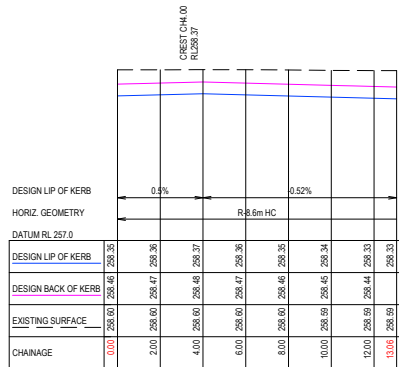 CREST CH4.00
RL258.37
DESIGN LIP OF KERB 0.5% -0.52%
HORIZ. GEOMETRY R-8.6m HC
DATUM RL 257.0
DESIGN LIP OF KERB 258.35 258.36 258.37 258.36 258.35 258.34 258.33 258.33
DESIGN BACK OF KERB 258.46 258.47 258.48 258.47 258.46 258.45 258.44
EXISTING SURFACE 258.60 258.60 258.60 258.60 258.60 258.59 258.59 258.59
CHAINAGE 0.00 2.00 4.00 6.00 8.00 10.00 12.00 13.06